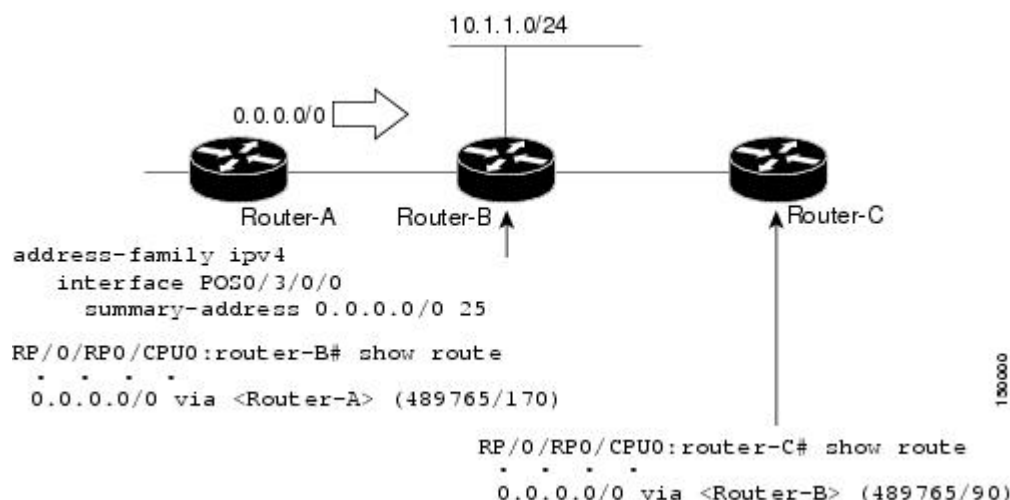 10.1.1.0/24
0.0.0.0/0
Router-A
Router-B
Router-C
address-family ipv4
interface POS0/3/0/0
summary-address 0.0.0.0/0 25
RP/0/RP0/CPU0:router-B# show route
. . . .
0.0.0.0/0 via <Router-A> (489765/170)
150000
RP/0/RP0/CPU0:router-C# show route
. . . .
0.0.0.0/0 via <Router-B> (489765/90)